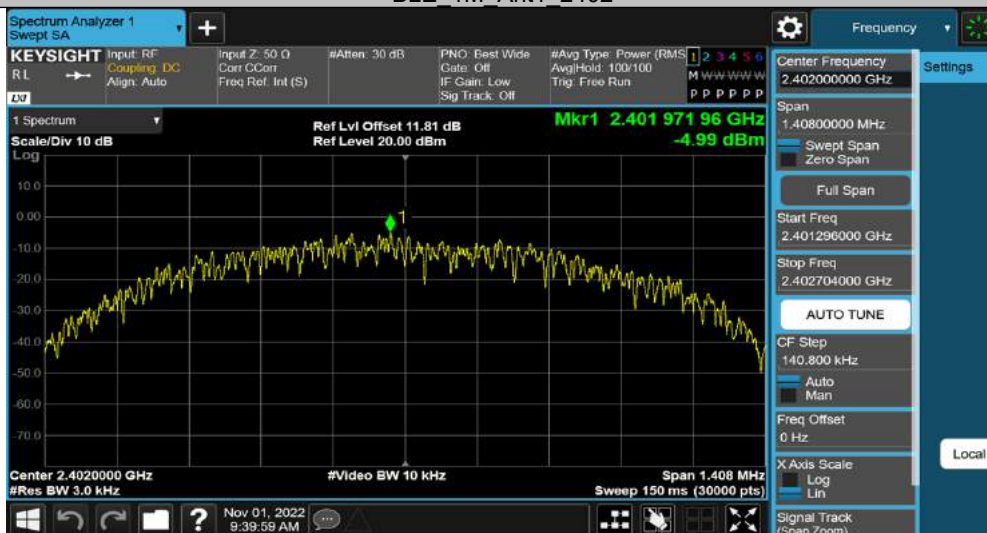 BLE_1M_Ant1_2402
Spectrum Analyzer 1
Swept SA
+
Frequency
KEYSIGHT
RL
LXI
Input: RF
Coupling: DC
Align: Auto
Input Z: 50 Ω
Corr CCorr
Freq Ref: Int (S)
#Atten: 30 dB
PNO: Best Wide
Gate: Off
IF Gain: Low
Sig Track: Off
#Avg Type: Power (RMS
Avg|Hold: 100/100
Trig: Free Run
1 2 3 4 5 6
M W W W W W
P P P P P P
1 Spectrum
Scale/Div 10 dB
Log
Ref Lvl Offset 11.81 dB
Ref Level 20.00 dBm
Mkr1 2.401 971 96 GHz
-4.99 dBm
10.0
0.00
-10.0
-20.0
-30.0
-40.0
-50.0
-60.0
-70.0
1
Center 2.4020000 GHz
#Res BW 3.0 kHz
#Video BW 10 kHz
Span 1.408 MHz
Sweep 150 ms (30000 pts)
?
Nov 01, 2022
9:39:59 AM
Center Frequency
2.402000000 GHz
Span
1.40800000 MHz
Swept Span
Zero Span
Full Span
Start Freq
2.401296000 GHz
Stop Freq
2.402704000 GHz
AUTO TUNE
CF Step
140.800 kHz
Auto
Man
Freq Offset
0 Hz
X Axis Scale
Log
Lin
Signal Track
(Span Zoom)
Settings
Local